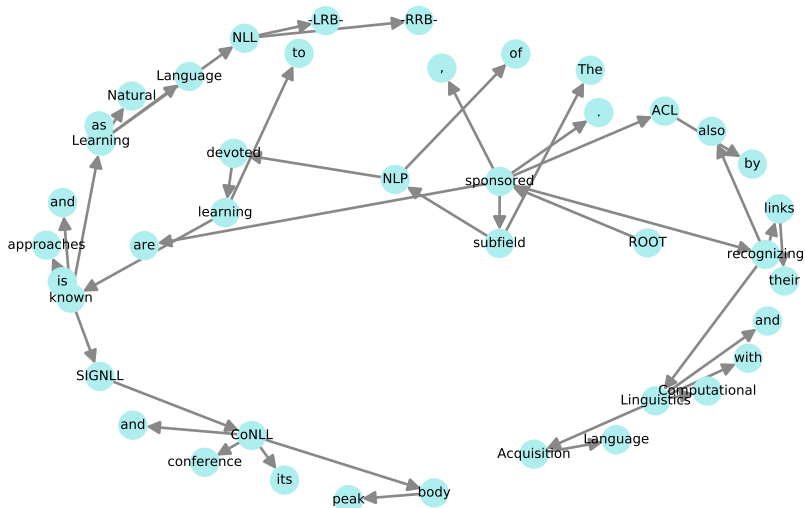 -LRB-
-RRB-
NLL
to
of
,
The
Language
Natural
.
ACL
as
also
Learning
devoted
by
NLP
sponsored
and
links
learning
approaches
are
subfield
ROOT
recognizing
is
their
known
and
with
SIGNLL
Computational
Linguistics
and
CoNLL
Language
Acquisition
conference
its
body
peak